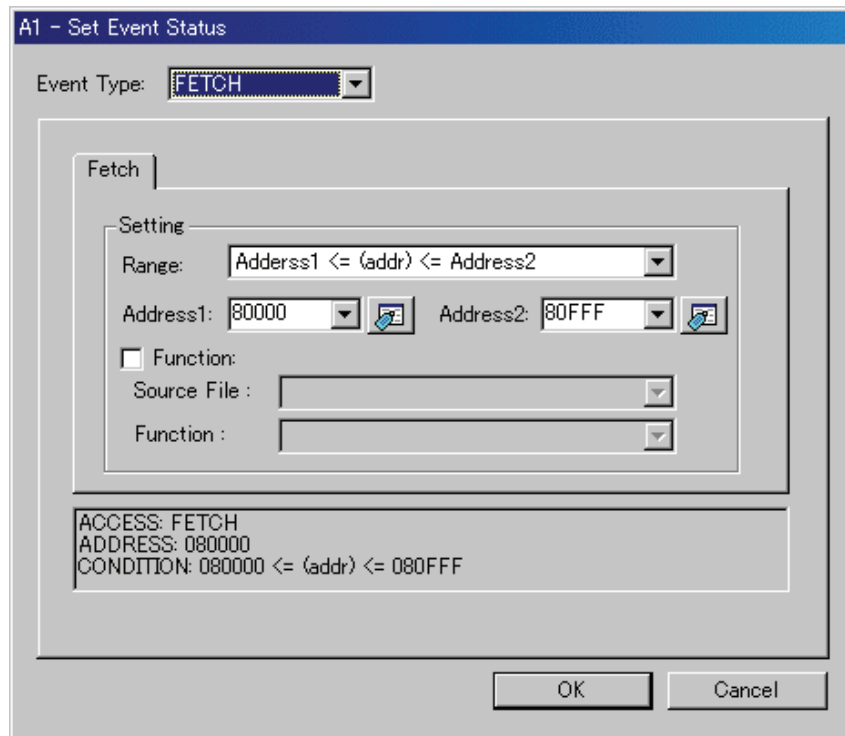 A1 - Set Event Status
Event Type: FETCH
Fetch
Setting
Range: Adderss1 <= (addr) <= Address2
Address1: 80000 Address2: 80FFF
Function:
Source File :
Function :
ACCESS: FETCH
ADDRESS: 080000
CONDITION: 080000 <= (addr) <= 080FFF
OK Cancel